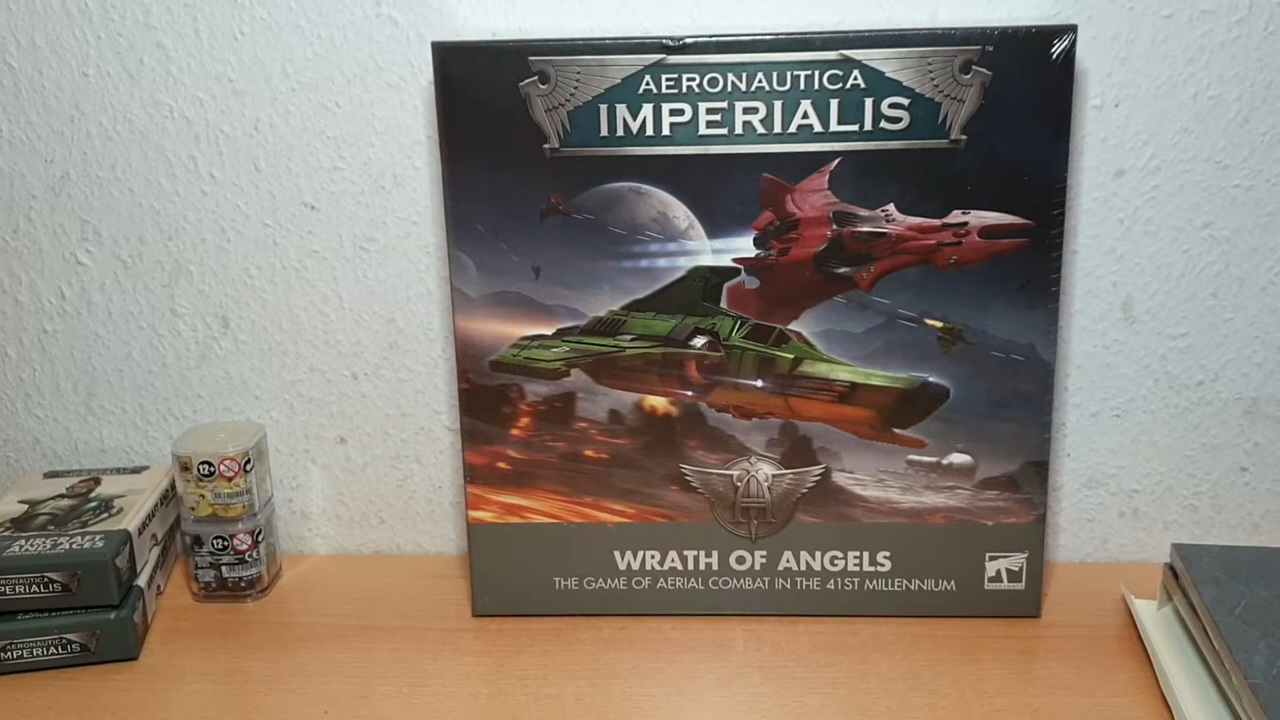 AERONAUTICA
IMPERIALIS
WRATH OF ANGELS
THE GAME OF AERIAL COMBAT IN THE 41ST MILLENNIUM
IMPERIALIS
AIRCRAFT
AND ACES
12+
12+
AERONAUTICA
IMPERIALIS